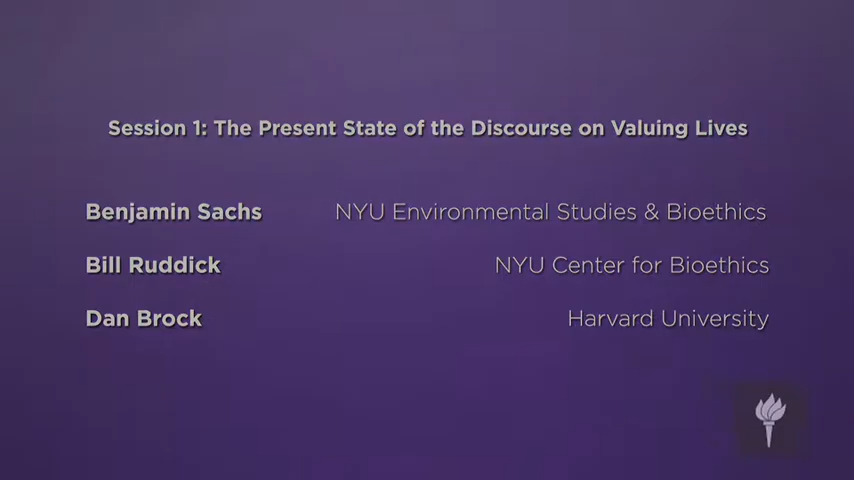 Session 1: The Present State of the Discourse on Valuing Lives
Benjamin Sachs NYU Environmental Studies & Bioethics
Bill Ruddick NYU Center for Bioethics
Dan Brock Harvard University